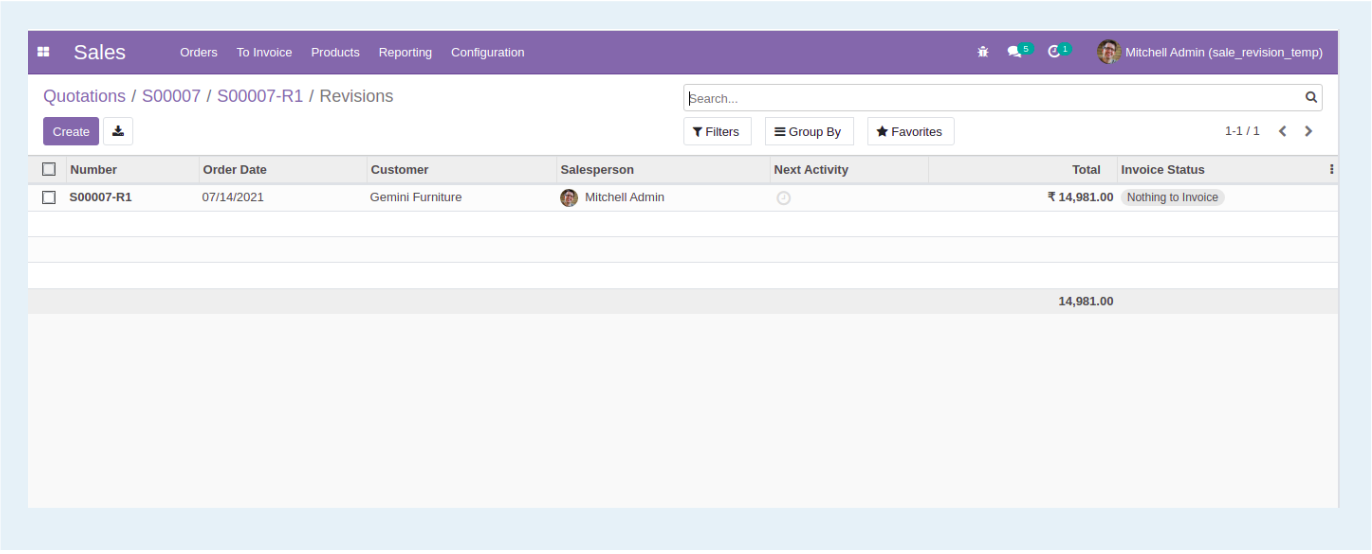 Sales Orders To Invoice Products Reporting Configuration 5 1 Mitchell Admin (sale_revision_temp)
Quotations / S00007 / S00007-R1 / Revisions Search...
Create Filters Group By Favorites 1-1 / 1
Number Order Date Customer Salesperson Next Activity Total Invoice Status
S00007-R1 07/14/2021 Gemini Furniture Mitchell Admin ₹ 14,981.00 Nothing to Invoice
14,981.00